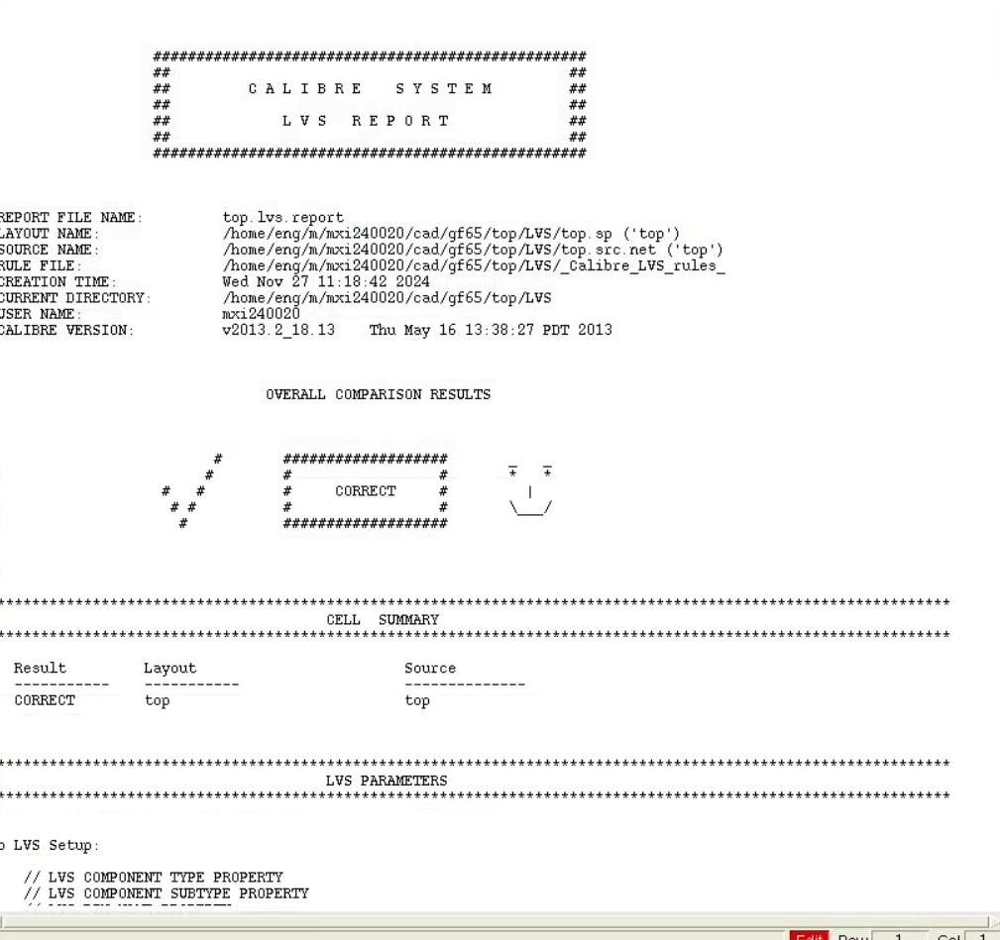 ##################################################
## ##
## C A L I B R E S Y S T E M ##
## ##
## L V S R E P O R T ##
## ##
##################################################
REPORT FILE NAME: top.lvs.report
LAYOUT NAME: /home/eng/m/mxi240020/cad/gf65/top/LVS/top.sp ('top')
SOURCE NAME: /home/eng/m/mxi240020/cad/gf65/top/LVS/top.src.net ('top')
RULE FILE: /home/eng/m/mxi240020/cad/gf65/top/LVS/_Calibre_LVS_rules_
CREATION TIME: Wed Nov 27 11:18:42 2024
CURRENT DIRECTORY: /home/eng/m/mxi240020/cad/gf65/top/LVS
USER NAME: mxi240020
CALIBRE VERSION: v2013.2_18.13 Thu May 16 13:38:27 PDT 2013
OVERALL COMPARISON RESULTS
# ################### _ _
# # # * *
# # # CORRECT # |
# # # # \___/
# ###################
**************************************************************************************************************
CELL SUMMARY
**************************************************************************************************************
Result Layout Source
----------- ----------- --------------
CORRECT top top
**************************************************************************************************************
LVS PARAMETERS
**************************************************************************************************************
o LVS Setup:
// LVS COMPONENT TYPE PROPERTY
// LVS COMPONENT SUBTYPE PROPERTY
Edit Row 1 Col 1